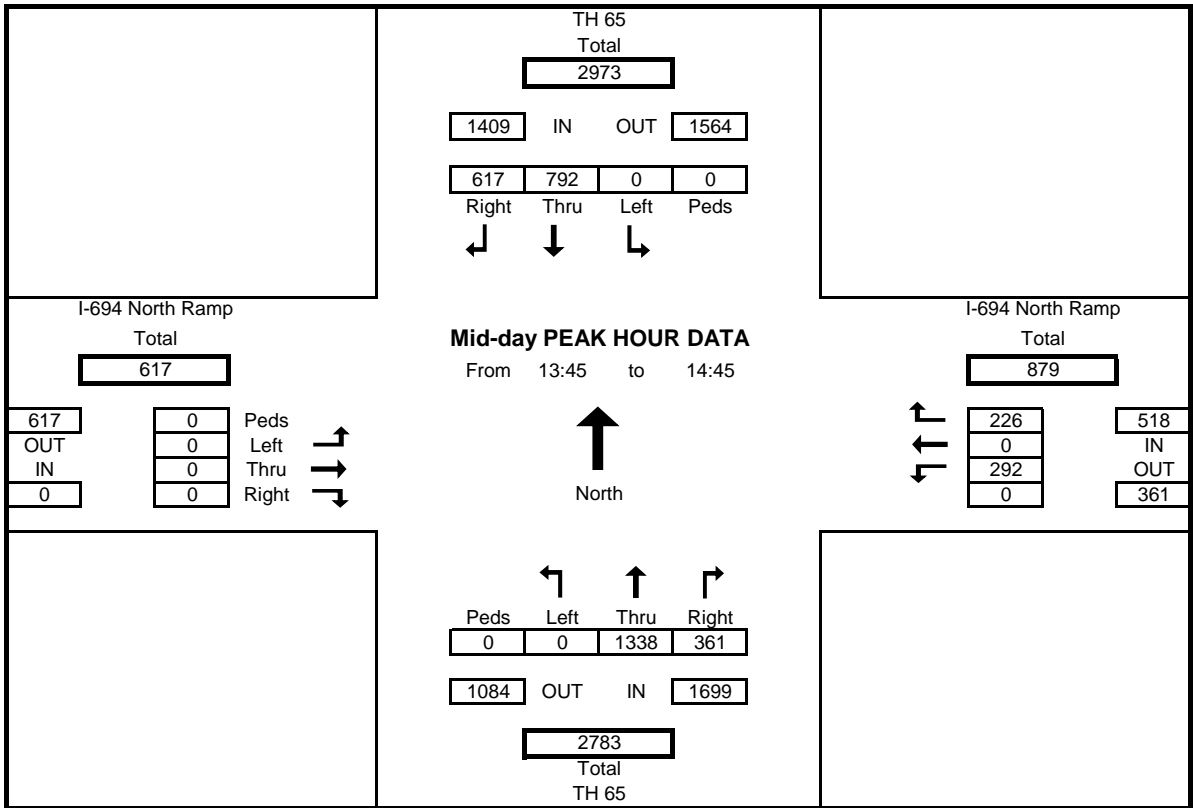 TH 65
Total
2973
1409 IN OUT 1564
617 792 0 0
Right Thru Left Peds
I-694 North Ramp
Total
617
617 0 Peds
OUT 0 Left
IN 0 Thru
0 0 Right
Mid-day PEAK HOUR DATA
From 13:45 to 14:45
North
I-694 North Ramp
Total
879
226 518
0 IN
292 OUT
0 361
Peds Left Thru Right
0 0 1338 361
1084 OUT IN 1699
2783
Total
TH 65